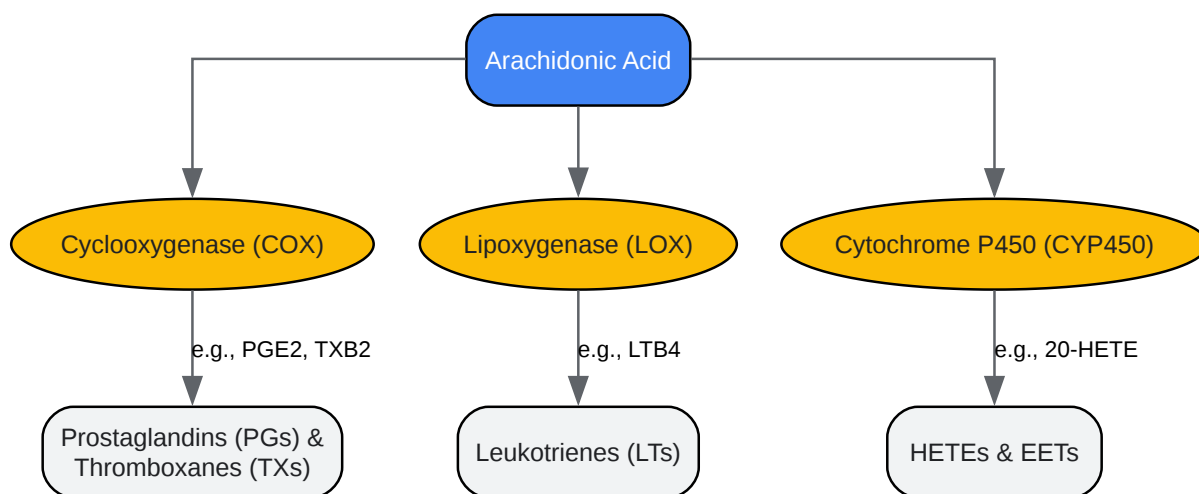 Arachidonic Acid
Cyclooxygenase (COX)
Lipoxygenase (LOX)
Cytochrome P450 (CYP450)
e.g., PGE2, TXB2
e.g., LTB4
e.g., 20-HETE
Prostaglandins (PGs) &
Thromboxanes (TXs)
Leukotrienes (LTs)
HETEs & EETs